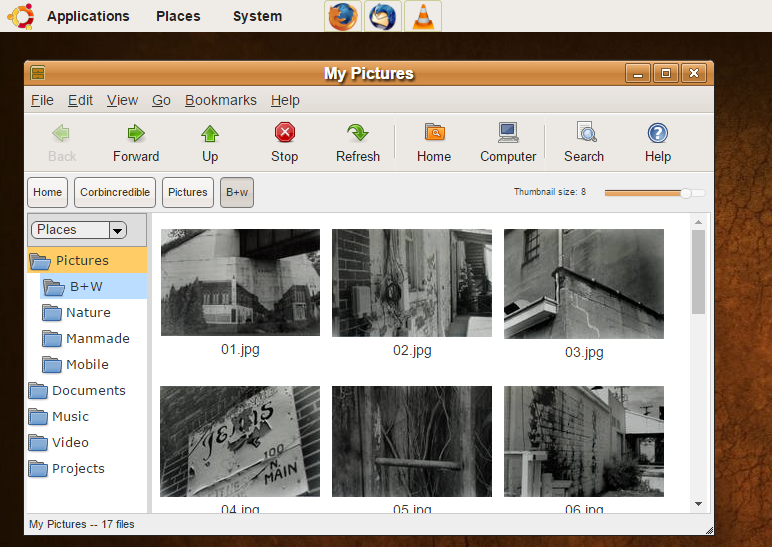 Applications Places System
My Pictures
File Edit View Go Bookmarks Help
Back Forward Up Stop Refresh Home Computer Search Help
Home Corbincredible Pictures B+w Thumbnail size: 8
Places
Pictures
B+W
Nature
Manmade
Mobile
Documents
Music
Video
Projects
01.jpg 02.jpg 03.jpg
100
N.
MAIN
04.jpg 05.jpg 06.jpg
My Pictures -- 17 files